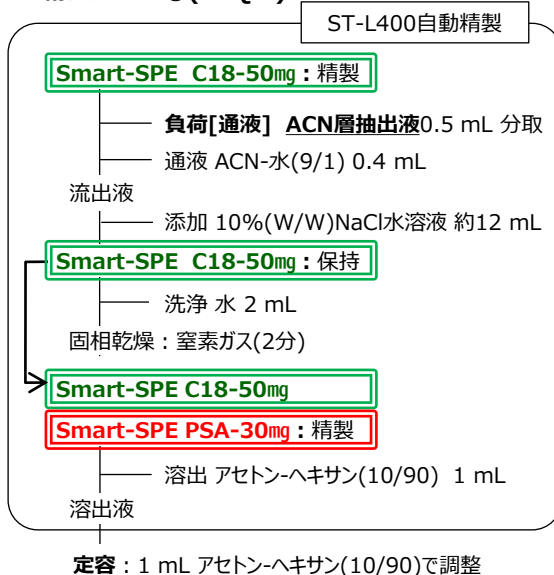 ST-L400自動精製
Smart-SPE C18-50mg：精製
負荷[通液] ACN層抽出液0.5 mL 分取
通液 ACN-水(9/1) 0.4 mL
流出液
添加 10%(W/W)NaCl水溶液 約12 mL
Smart-SPE C18-50mg：保持
洗浄 水 2 mL
固相乾燥：窒素ガス(2分)
Smart-SPE C18-50mg
Smart-SPE PSA-30mg：精製
溶出 アセトン-ヘキサン(10/90) 1 mL
溶出液
定容：1 mL アセトン-ヘキサン(10/90)で調整